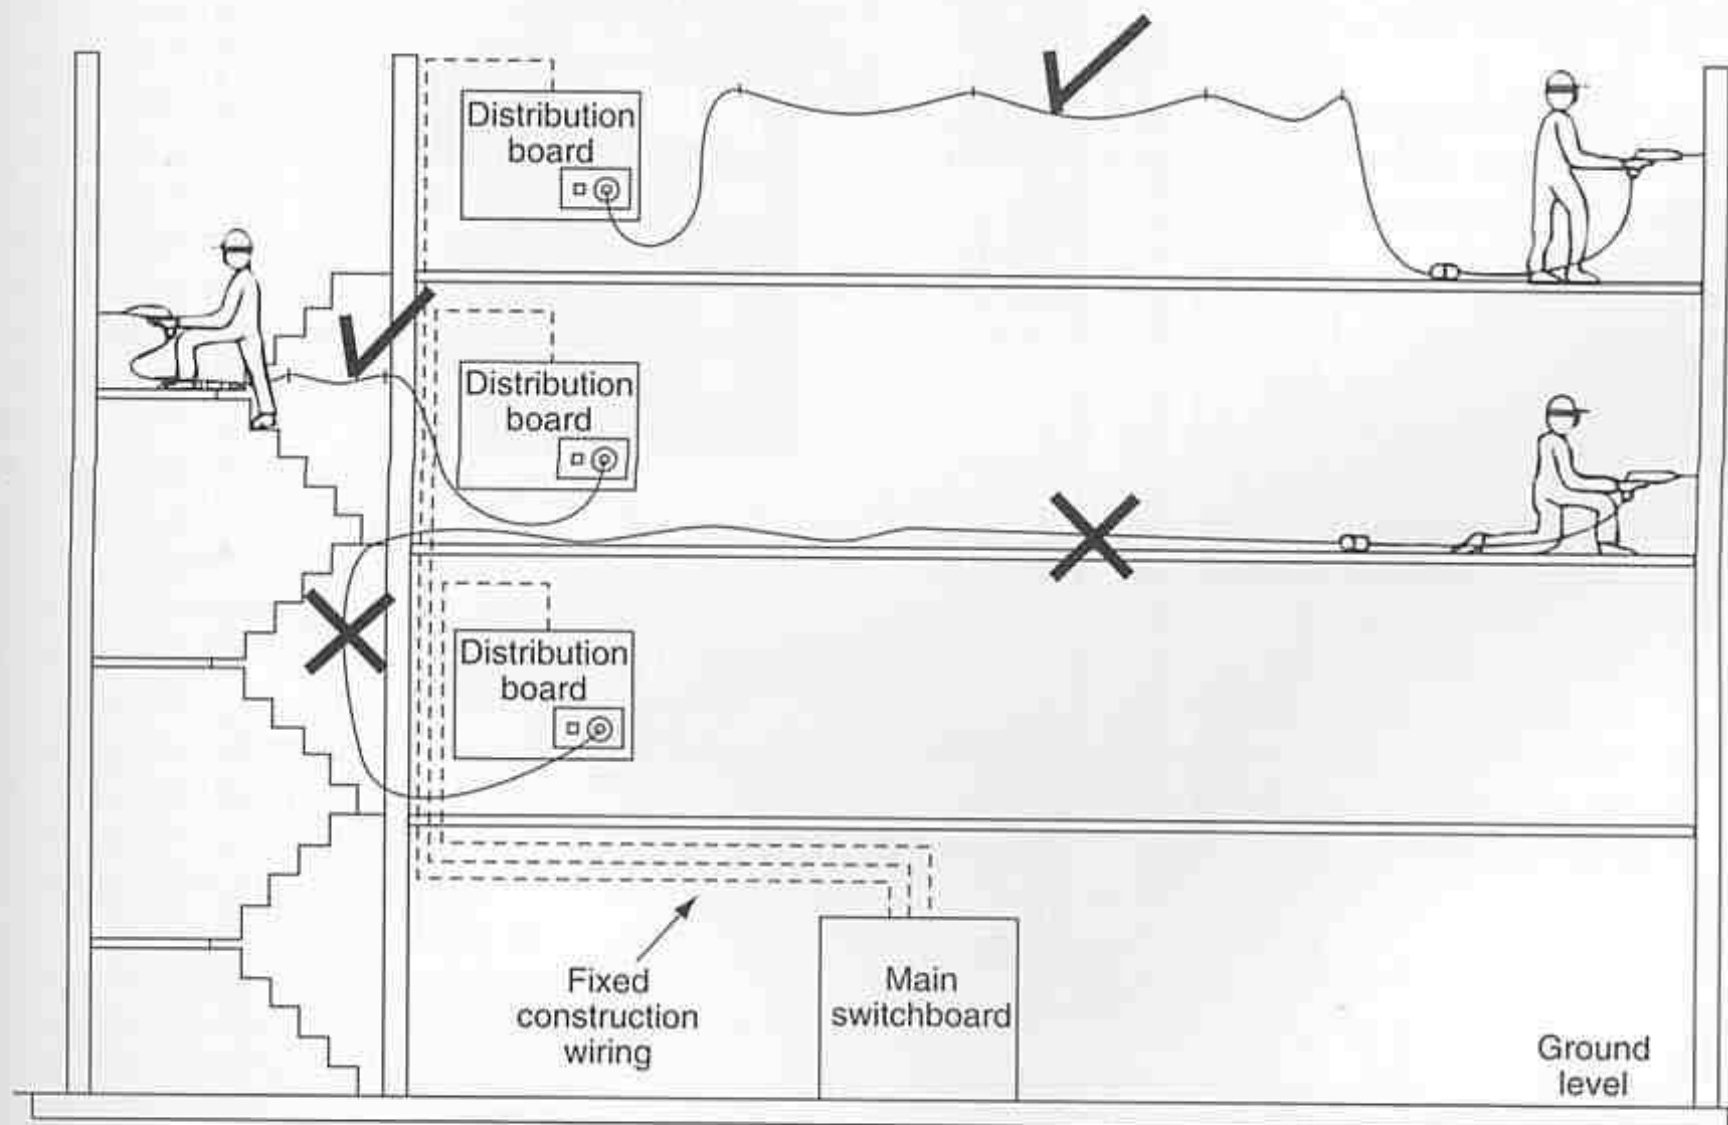 Distribution
board
Distribution
board
Distribution
board
Fixed
construction
wiring
Main
switchboard
Ground
level